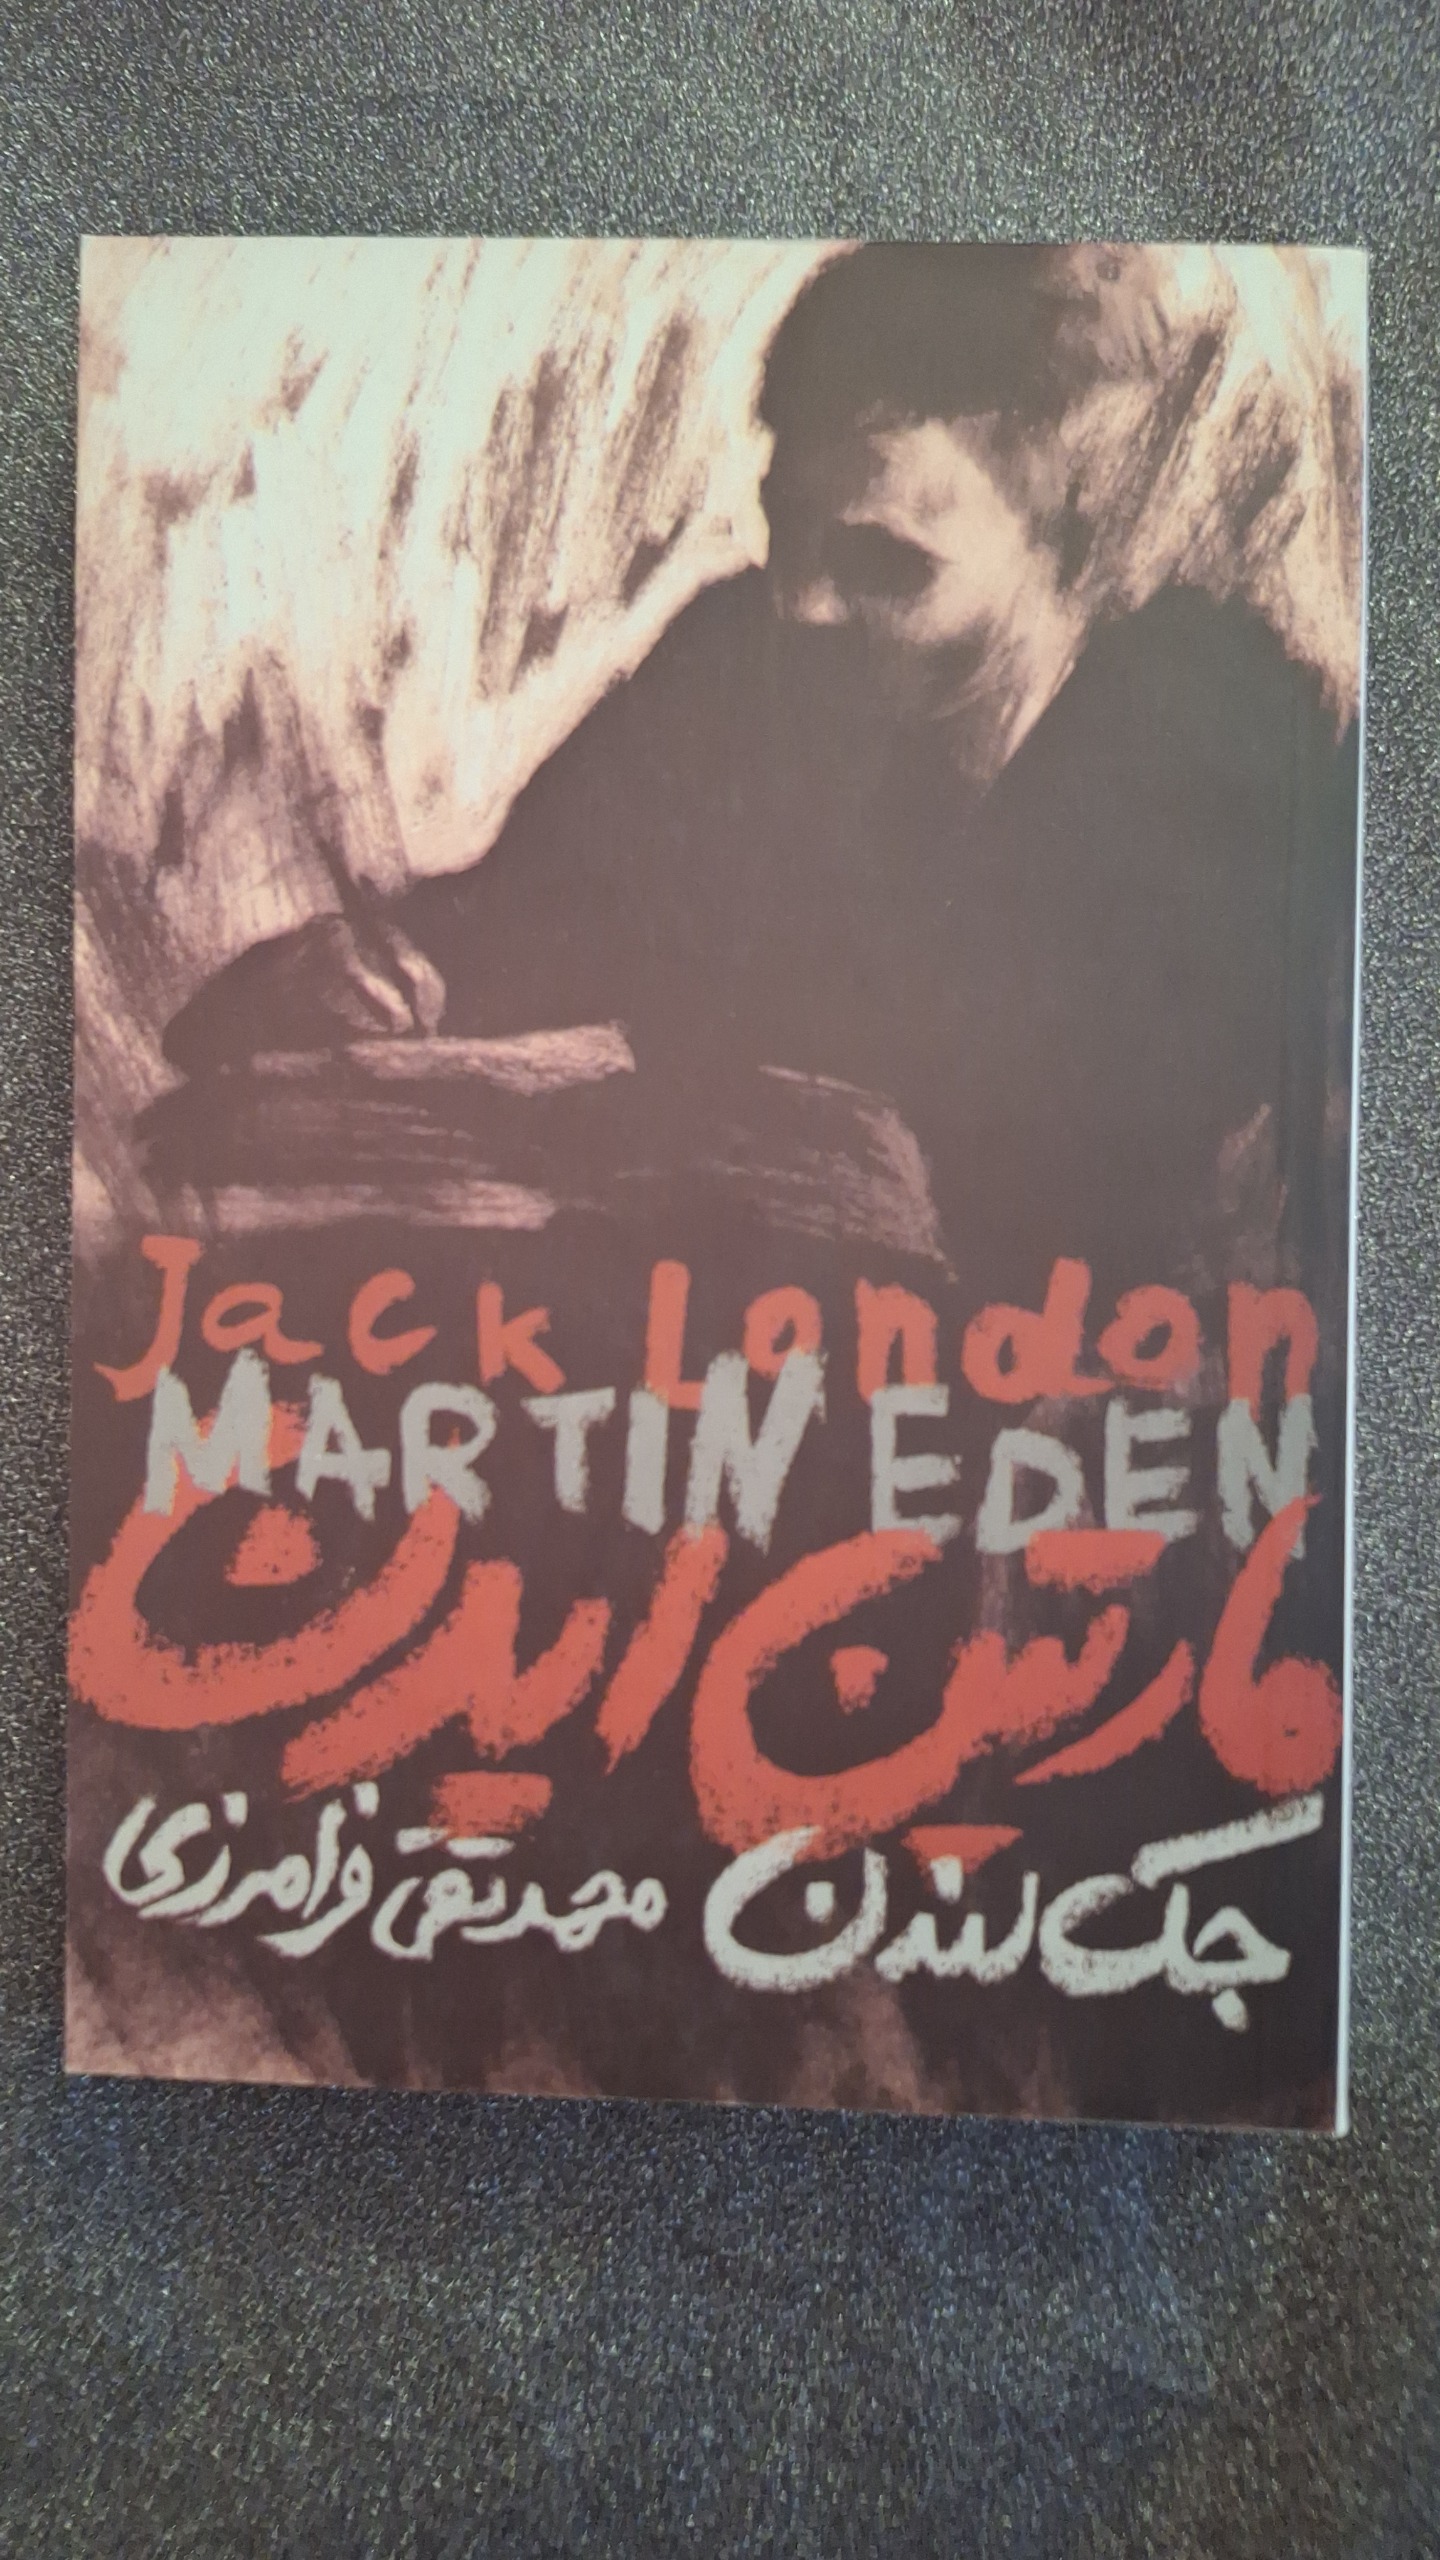 Jack London
MARTIN EDEN
مارتین ایدن
جک لندن
محمدتقی فرامرزی